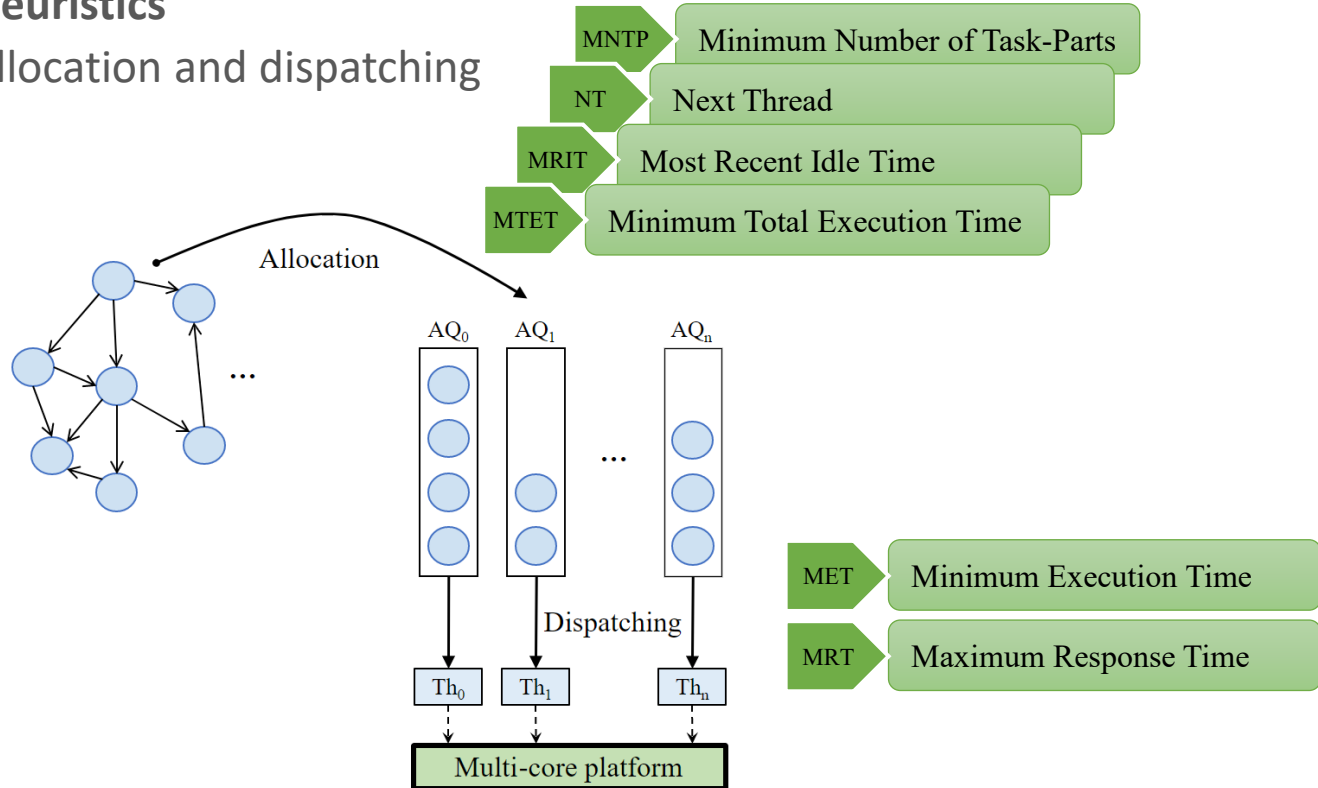 euristics
llocation and dispatching
MNTP Minimum Number of Task-Parts
NT Next Thread
MRIT Most Recent Idle Time
MTET Minimum Total Execution Time
Allocation
AQ0 AQ1 AQn
...
...
MET Minimum Execution Time
Dispatching
MRT Maximum Response Time
Th0 Th1 Thn
Multi-core platform